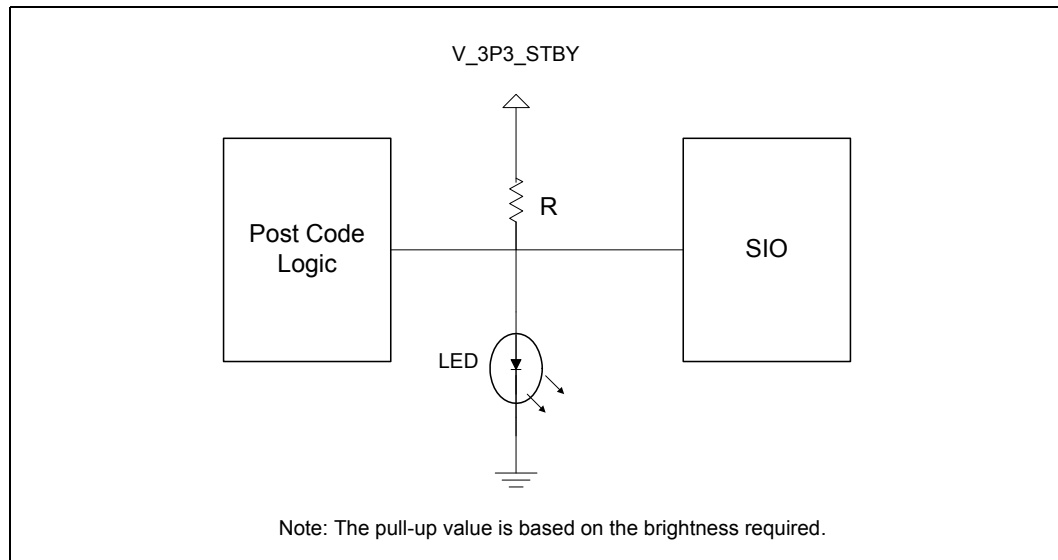 V_3P3_STBY
R
Post Code
Logic
SIO
LED
Note: The pull-up value is based on the brightness required.